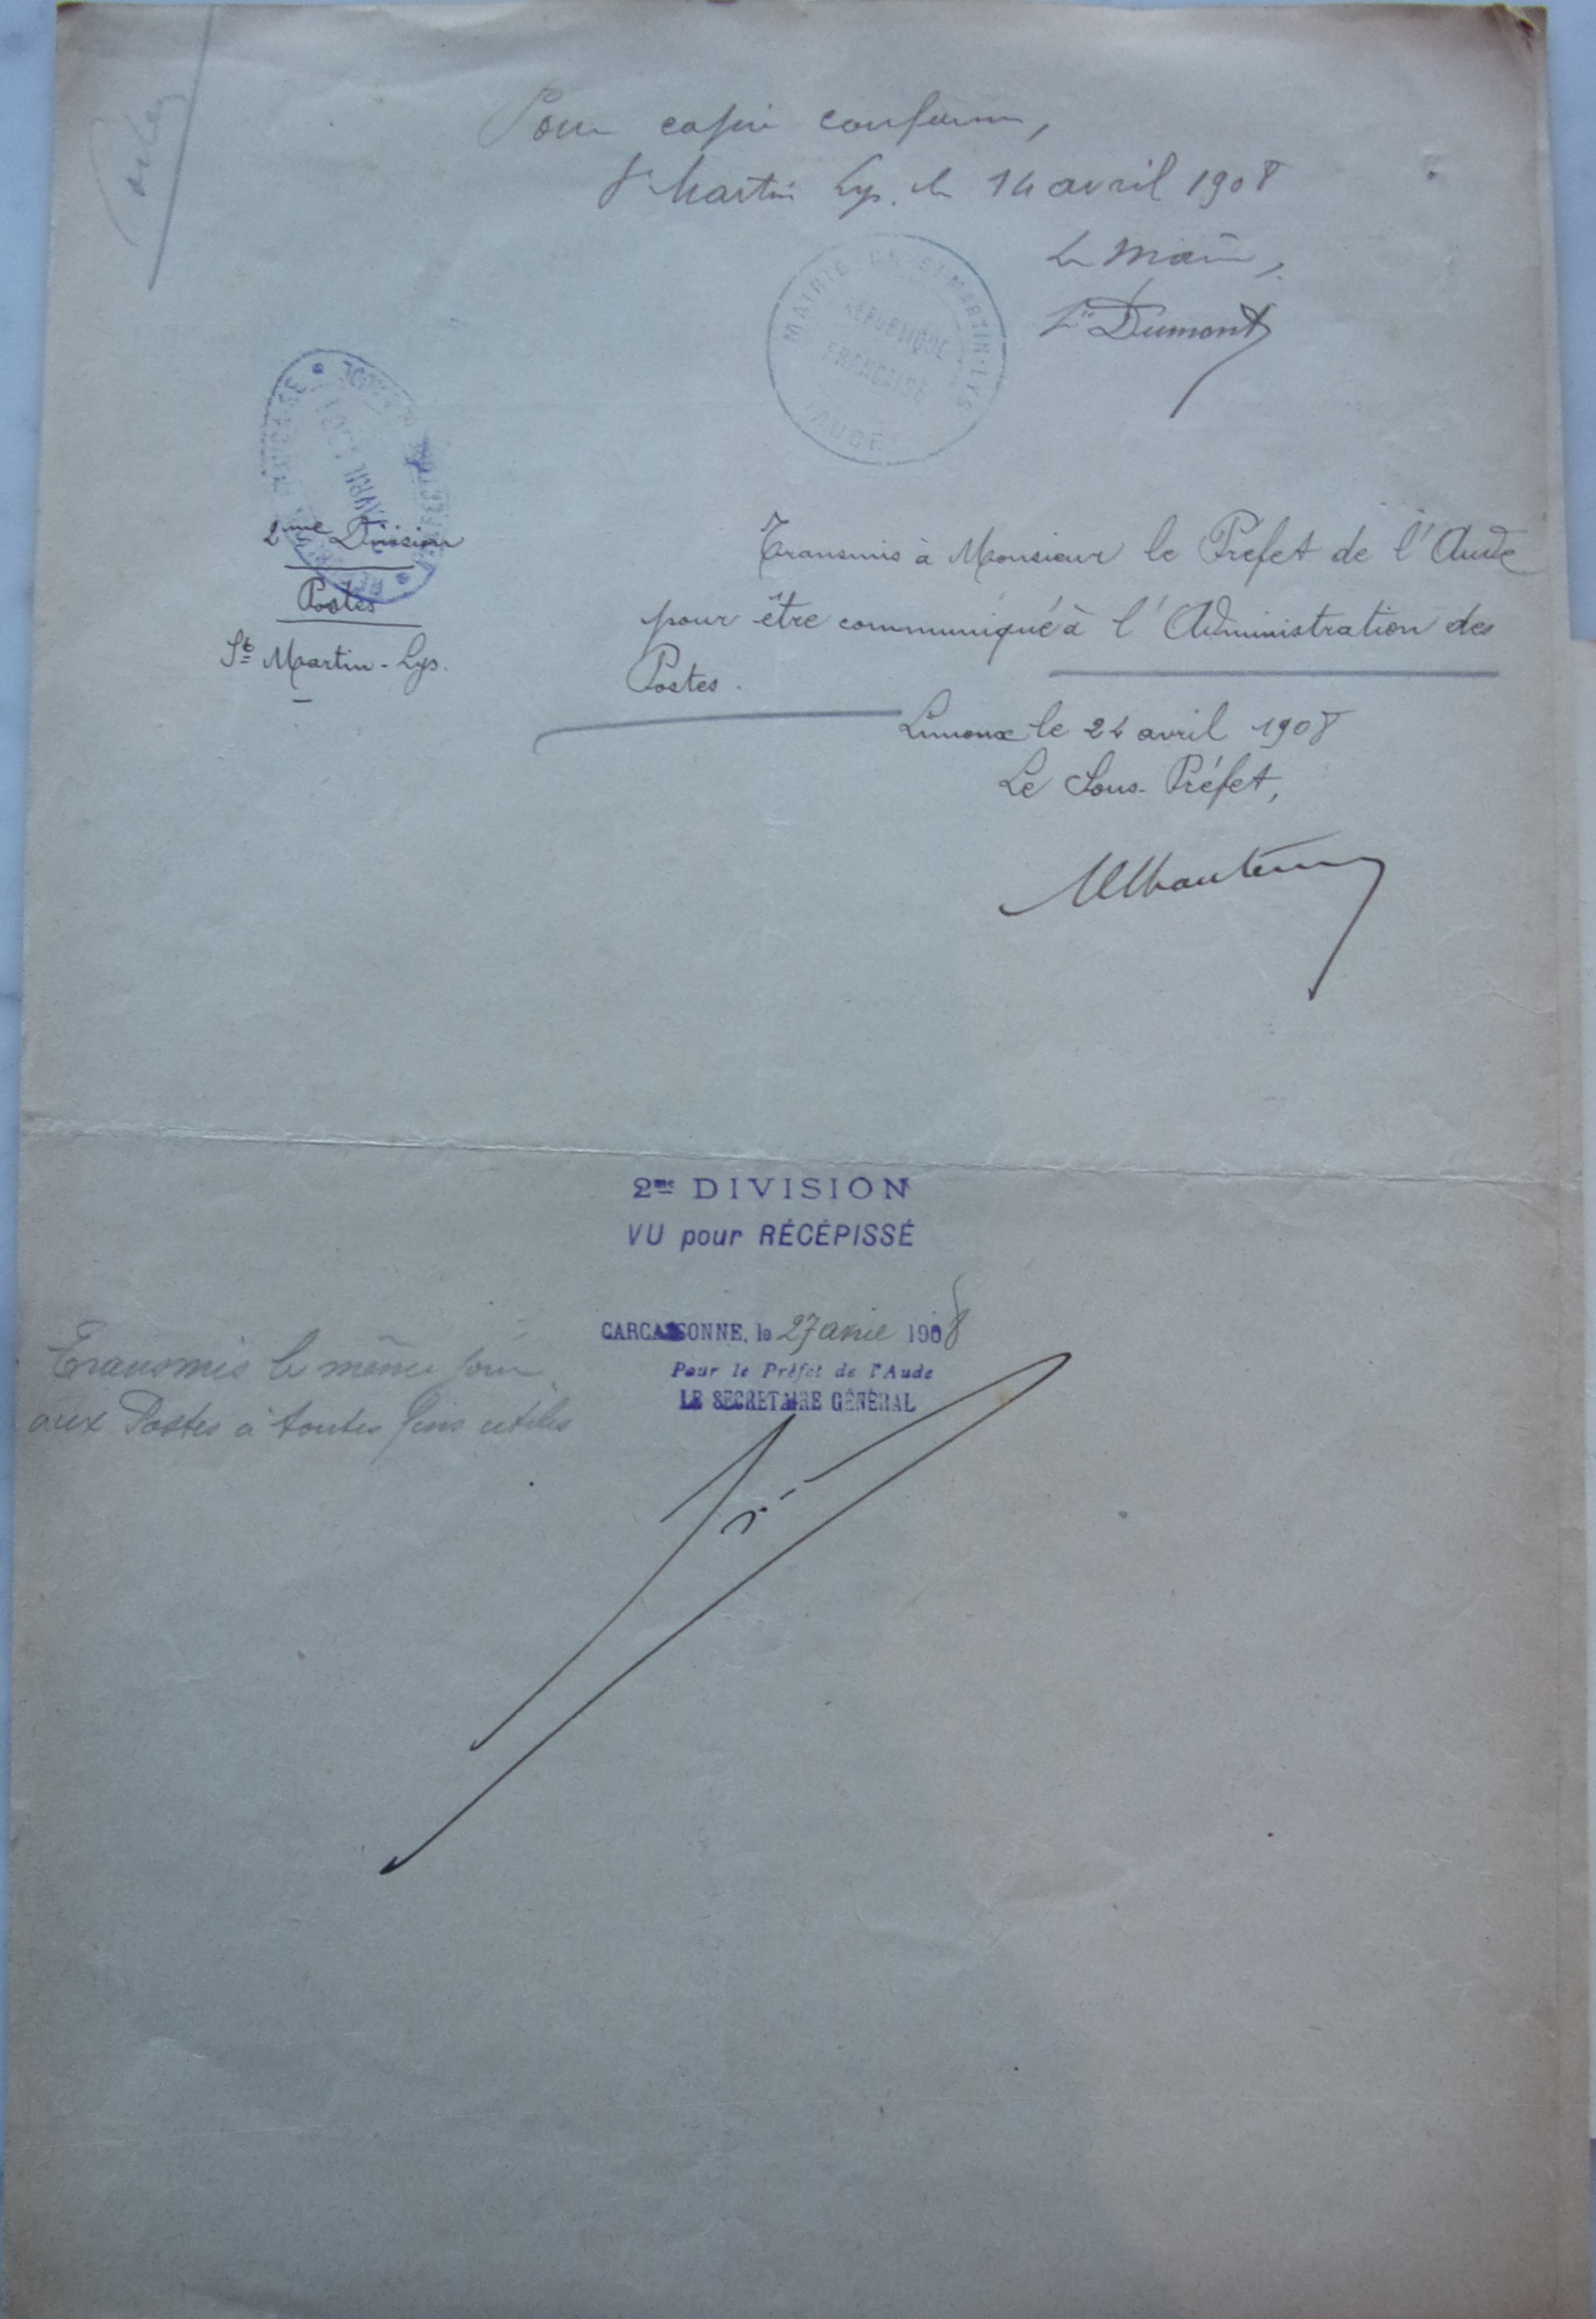 Postes
Pour copie conforme,
St Martin Lys. le 14 avril 1908
Le Maire,
Dumont
MAIRIE DE ST MARTIN-LYS
RÉPUBLIQUE
FRANÇAISE
AUDE
AVRIL
2me Division
Postes
St Martin-Lys.
Transmis à Monsieur le Préfet de l'Aude
pour être communiqué à l'Administration des
Postes.
Limoux le 24 avril 1908
Le Sous-Préfet,
2me DIVISION
VU pour RÉCÉPISSÉ
CARCASSONNE, le 27 avril 1908
Pour le Préfet de l'Aude
LE SECRETAIRE GÉNÉRAL
Transmis le même jour
aux Postes à toutes fins utiles